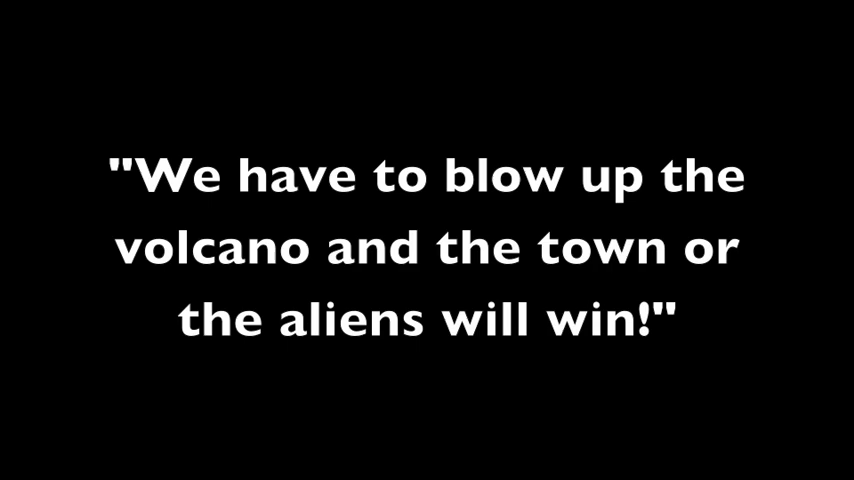 "We have to blow up the
volcano and the town or
the aliens will win!"